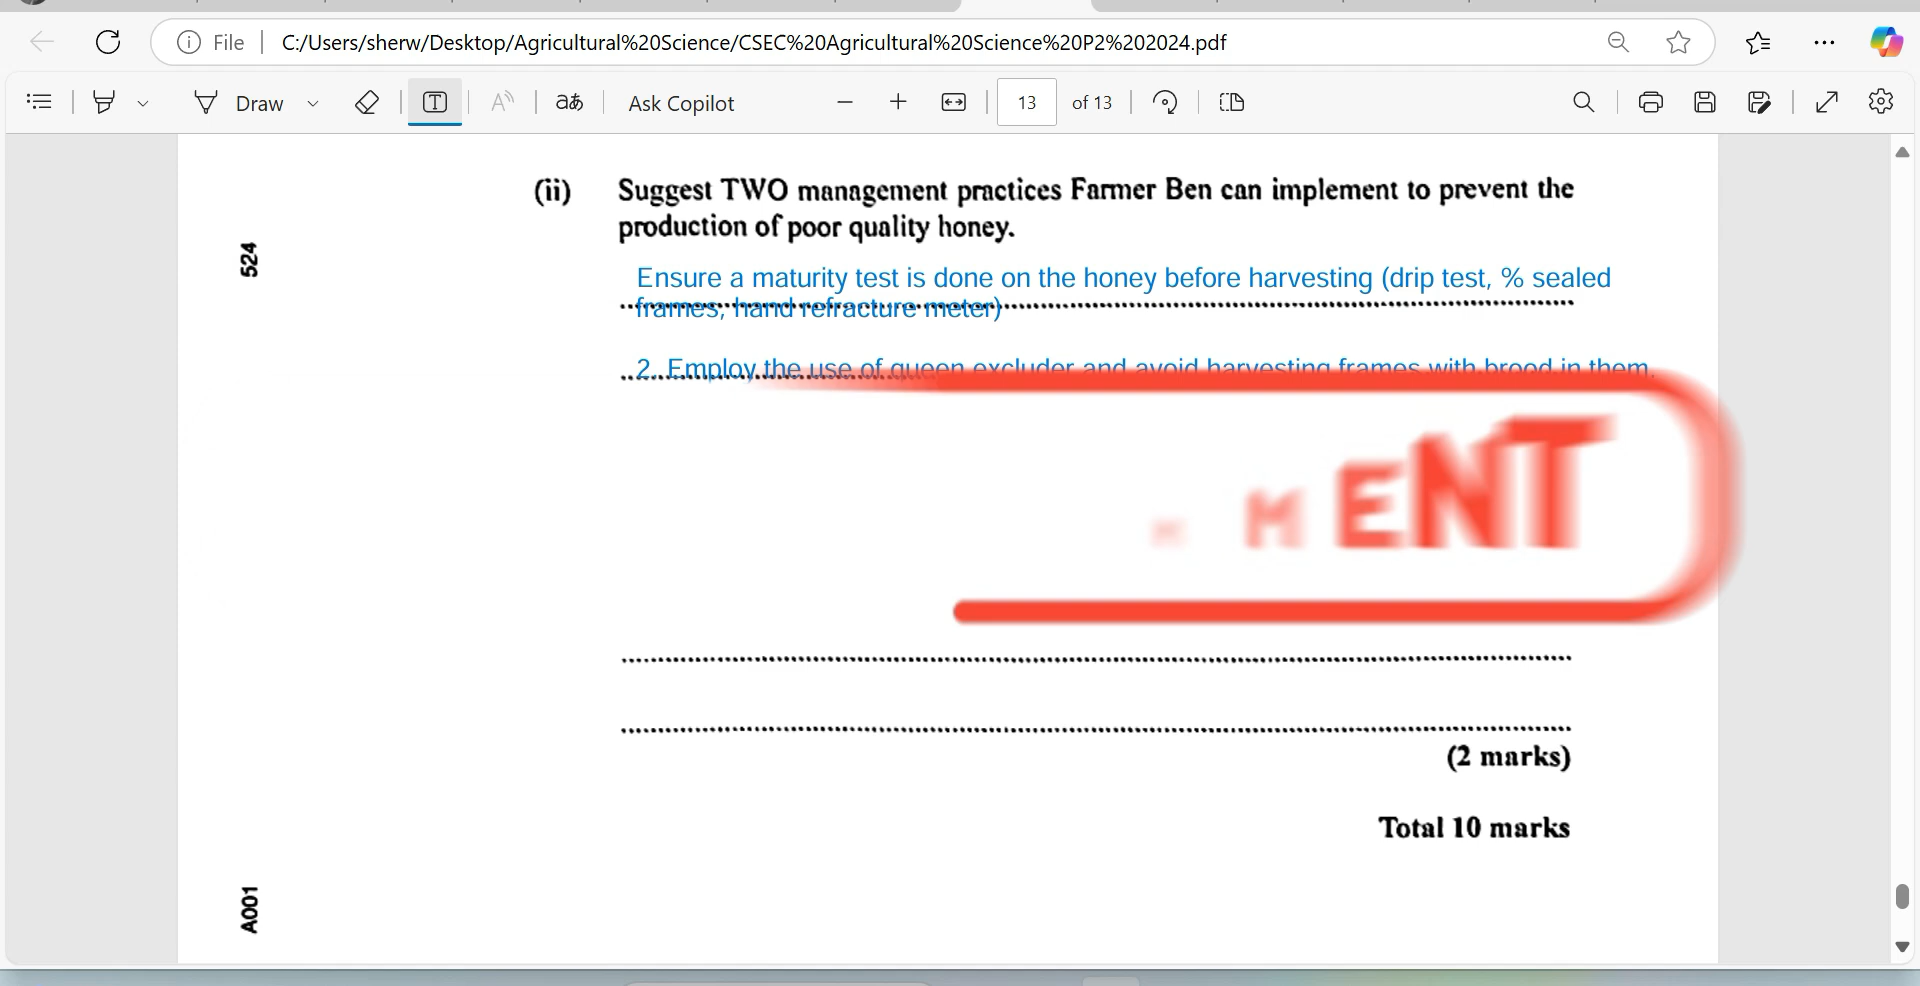 File
C:/Users/sherw/Desktop/Agricultural%20Science/CSEC%20Agricultural%20Science%20P2%202024.pdf
Draw
aあ
Ask Copilot
13
of 13
(ii) Suggest TWO management practices Farmer Ben can implement to prevent the
production of poor quality honey.
524
Ensure a maturity test is done on the honey before harvesting (drip test, % sealed
frames, hand refracture meter)
2. Employ the use of queen excluder and avoid harvesting frames with brood in them.
MENT
(2 marks)
Total 10 marks
A001